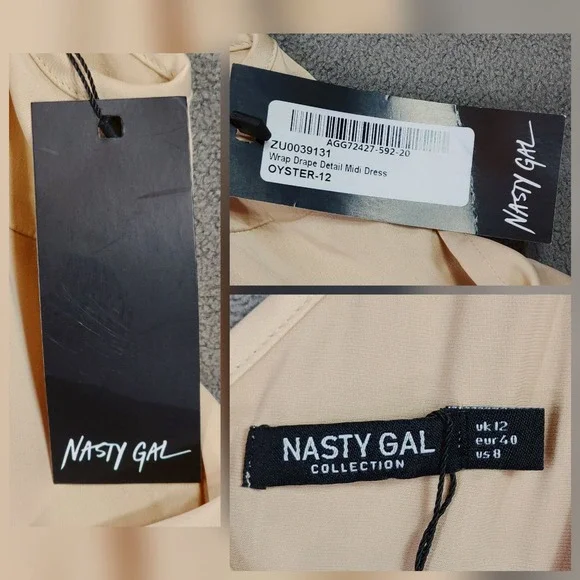 NASTY GAL
AGG72427-592-20
ZU0039131
Wrap Drape Detail Midi Dress
OYSTER-12
NASTY GAL
NASTY GAL
COLLECTION
uk 12
eur 40
us 8